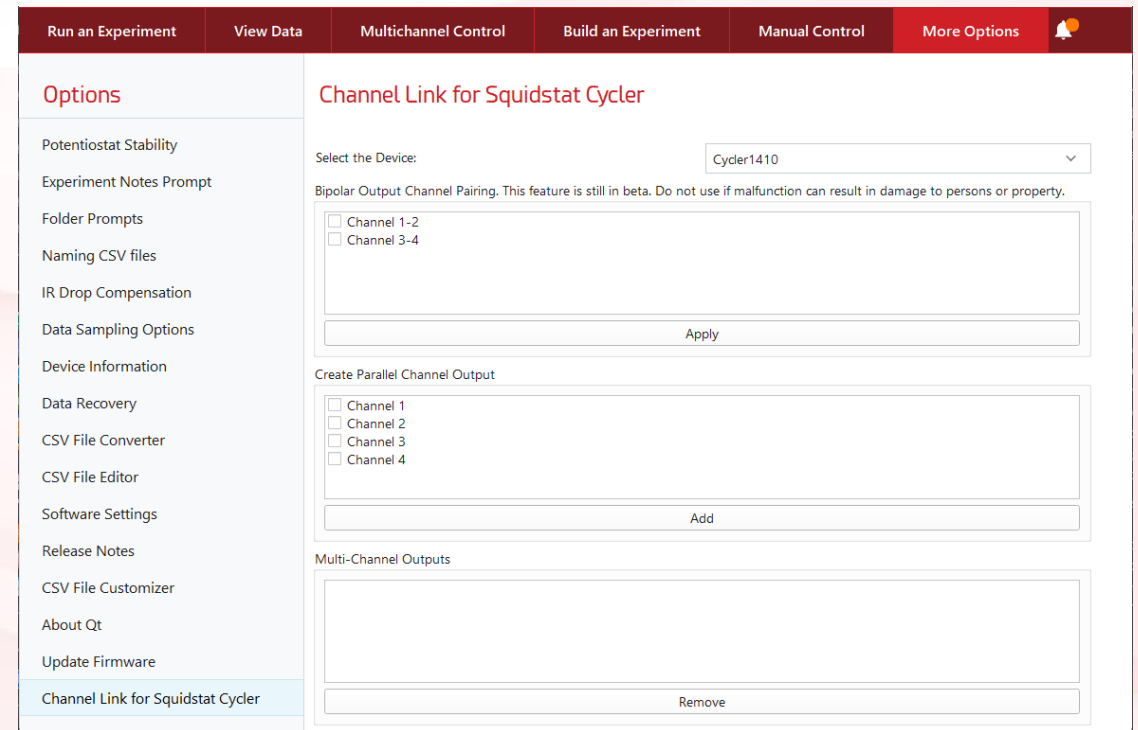 Run an Experiment View Data Multichannel Control Build an Experiment Manual Control More Options
Options
Potentiostat Stability
Experiment Notes Prompt
Folder Prompts
Naming CSV files
IR Drop Compensation
Data Sampling Options
Device Information
Data Recovery
CSV File Converter
CSV File Editor
Software Settings
Release Notes
CSV File Customizer
About Qt
Update Firmware
Channel Link for Squidstat Cycler
Channel Link for Squidstat Cycler
Select the Device: Cycler1410
Bipolar Output Channel Pairing. This feature is still in beta. Do not use if malfunction can result in damage to persons or property.
Channel 1-2
Channel 3-4
Apply
Create Parallel Channel Output
Channel 1
Channel 2
Channel 3
Channel 4
Add
Multi-Channel Outputs
Remove